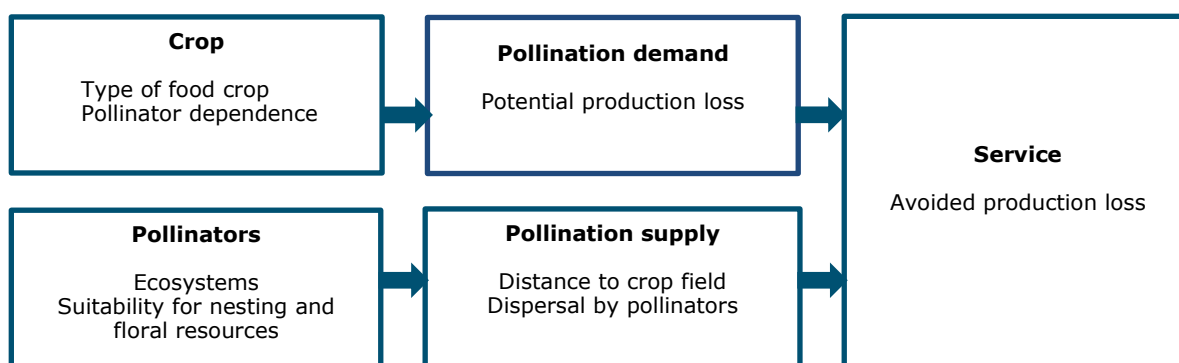 Crop
Type of food crop
Pollinator dependence
Pollination demand
Potential production loss
Pollinators
Ecosystems
Suitability for nesting and
floral resources
Pollination supply
Distance to crop field
Dispersal by pollinators
Service
Avoided production loss